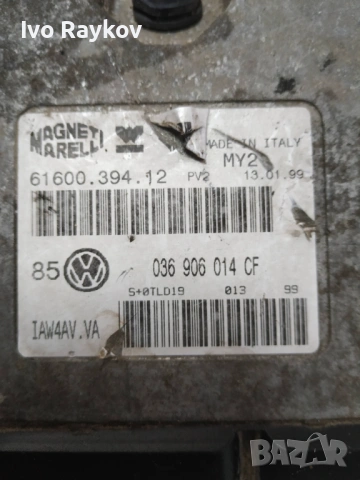 Ivo Raykov
MAGNETI
MARELLI
MADE IN ITALY
MY2
61600.394.12 PV2 13.01.99
85 036 906 014 CF
S+0TLD19 013 99
IAW4AV.VA
БАЗАР